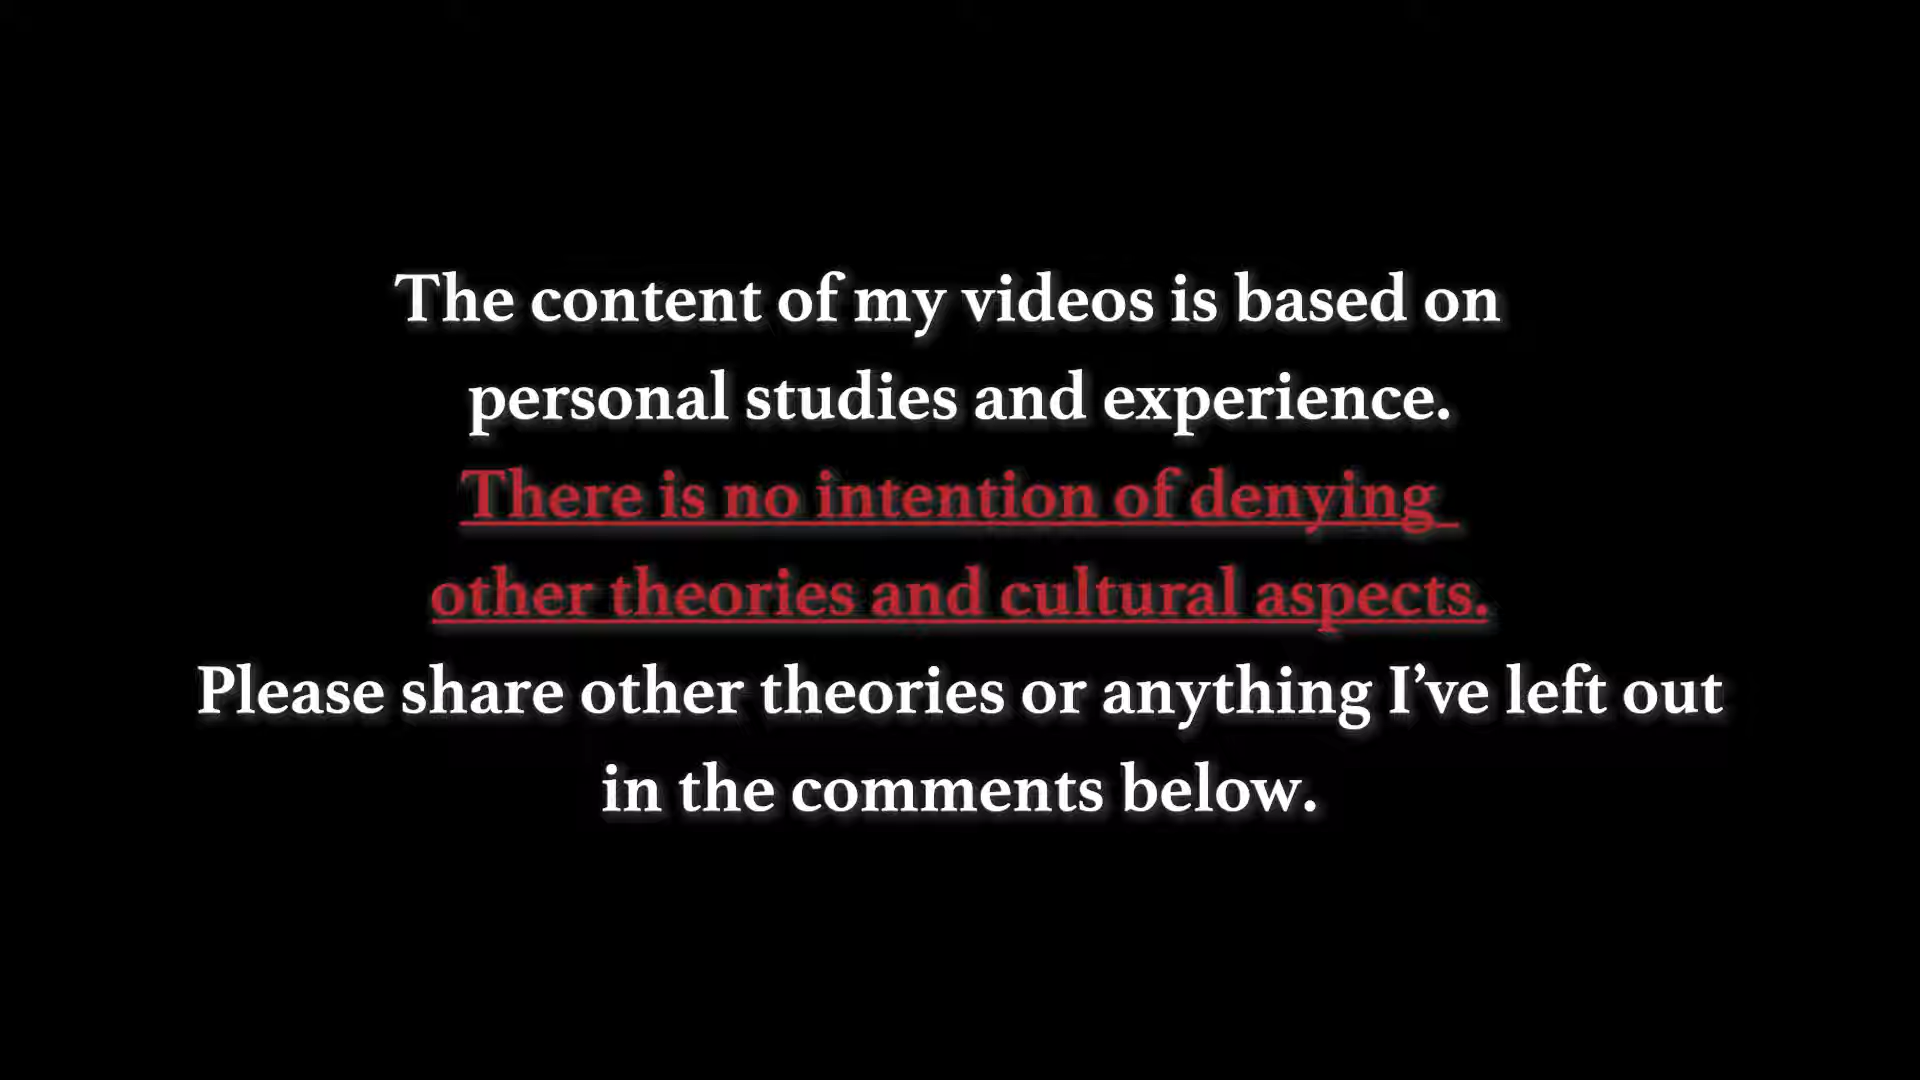 The content of my videos is based on
personal studies and experience.
There is no intention of denying
other theories and cultural aspects.
Please share other theories or anything I’ve left out
in the comments below.